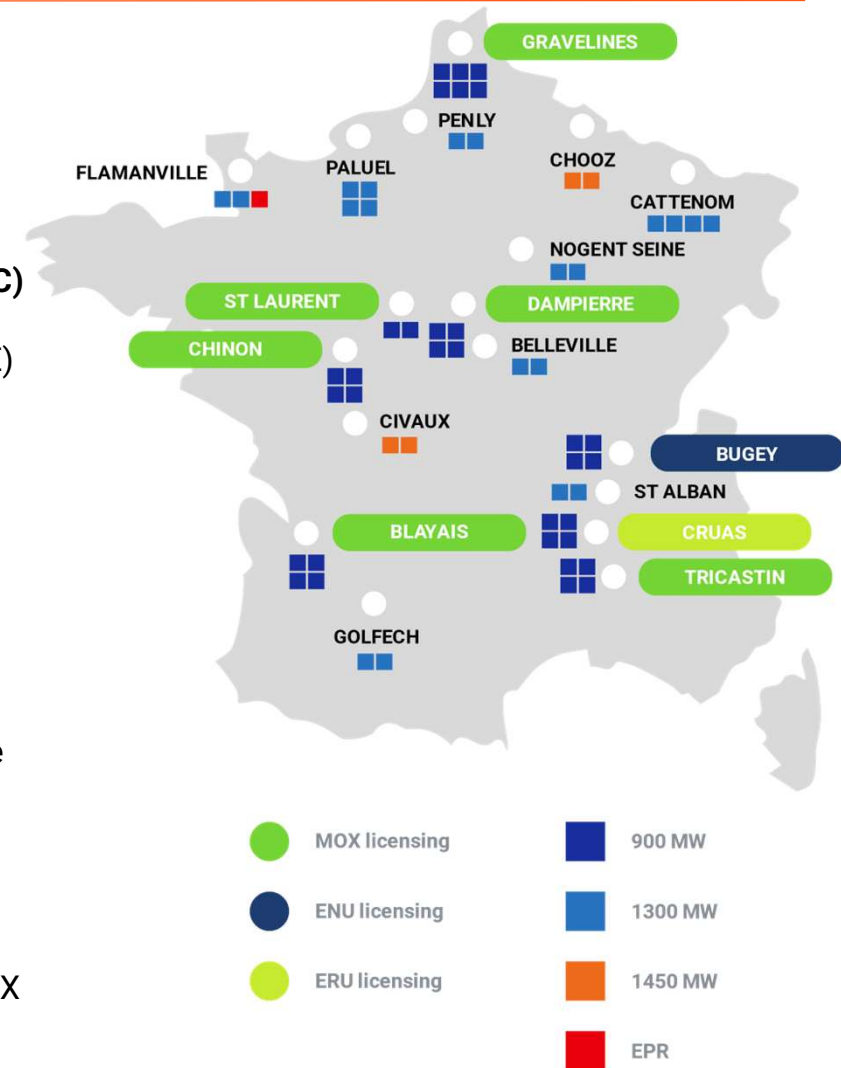 GRAVELINES
PENLY
CHOOZ
FLAMANVILLE
PALUEL
CATTENOM
NOGENT SEINE
C)
ST LAURENT
DAMPIERRE
)
CHINON
BELLEVILLE
CIVAUX
BUGEY
ST ALBAN
BLAYAIS
CRUAS
TRICASTIN
GOLFECH
e
MOX licensing
900 MW
ENU licensing
1300 MW
X
ERU licensing
1450 MW
EPR